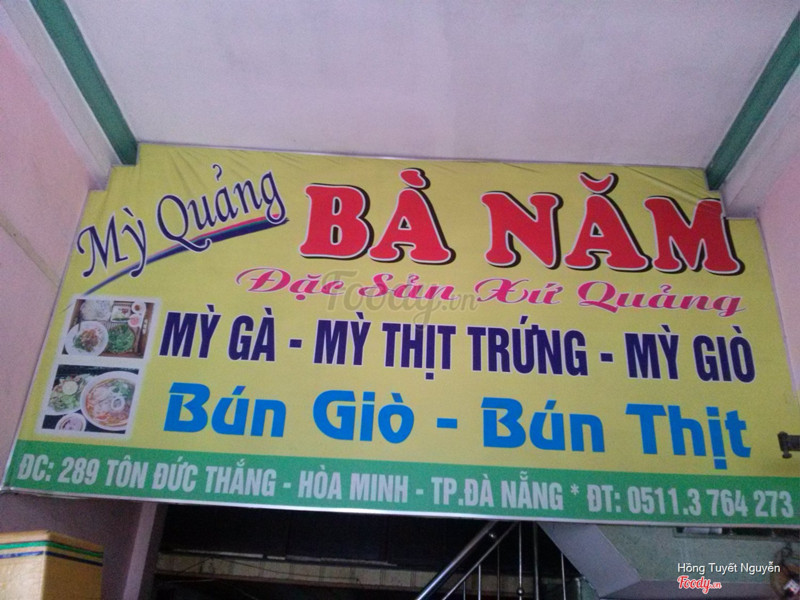 Mỳ Quảng BÀ NĂM
Đặc Sản Xứ Quảng
Foody.vn
MỲ GÀ - MỲ THỊT TRỨNG - MỲ GIÒ
Bún Giò - Bún Thịt
ĐC: 289 TÔN ĐỨC THẮNG - HÒA MINH - TP.ĐÀ NẴNG * ĐT: 0511.3 764 273
Hồng Tuyết Nguyễn
Foody.vn